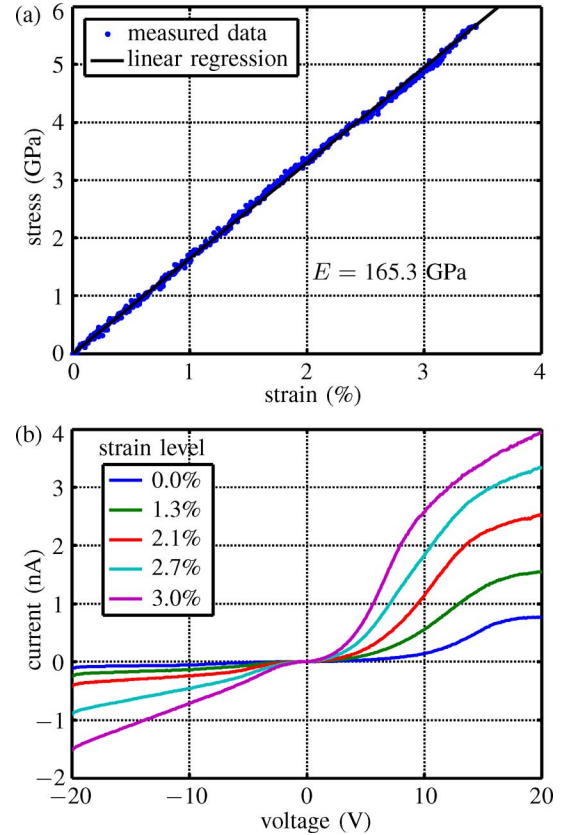 (a)
measured data
linear regression
6
5
4
3
2
1
0
stress (GPa)
E = 165.3 GPa
0 1 2 3 4
strain (%)
(b)
strain level
0.0%
1.3%
2.1%
2.7%
3.0%
4
3
2
1
0
−1
−2
current (nA)
−20 −10 0 10 20
voltage (V)